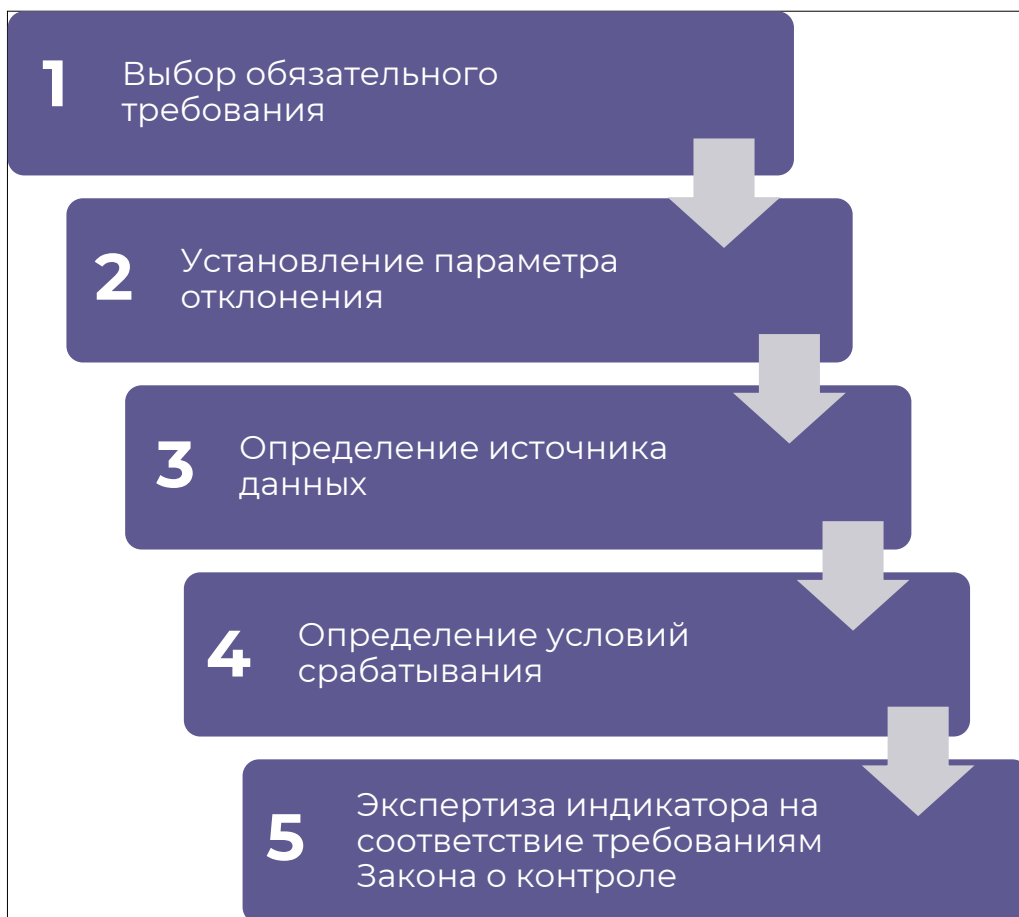 1
Выбор обязательного
требования
2
Установление параметра
отклонения
3
Определение источника
данных
4
Определение условий
срабатывания
5
Экспертиза индикатора на
соответствие требованиям
Закона о контроле